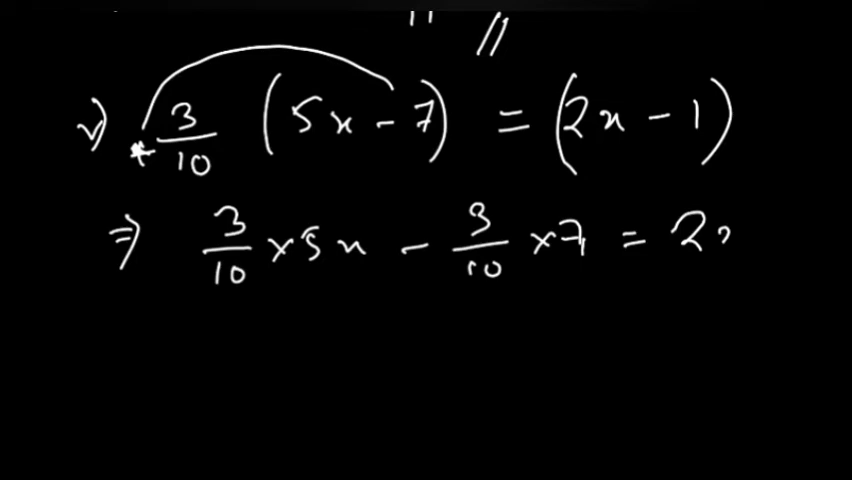 v) 3/10 (5x - 7) = (2x - 1)
⇒ 3/10 × 5x - 3/10 × 7 = 2